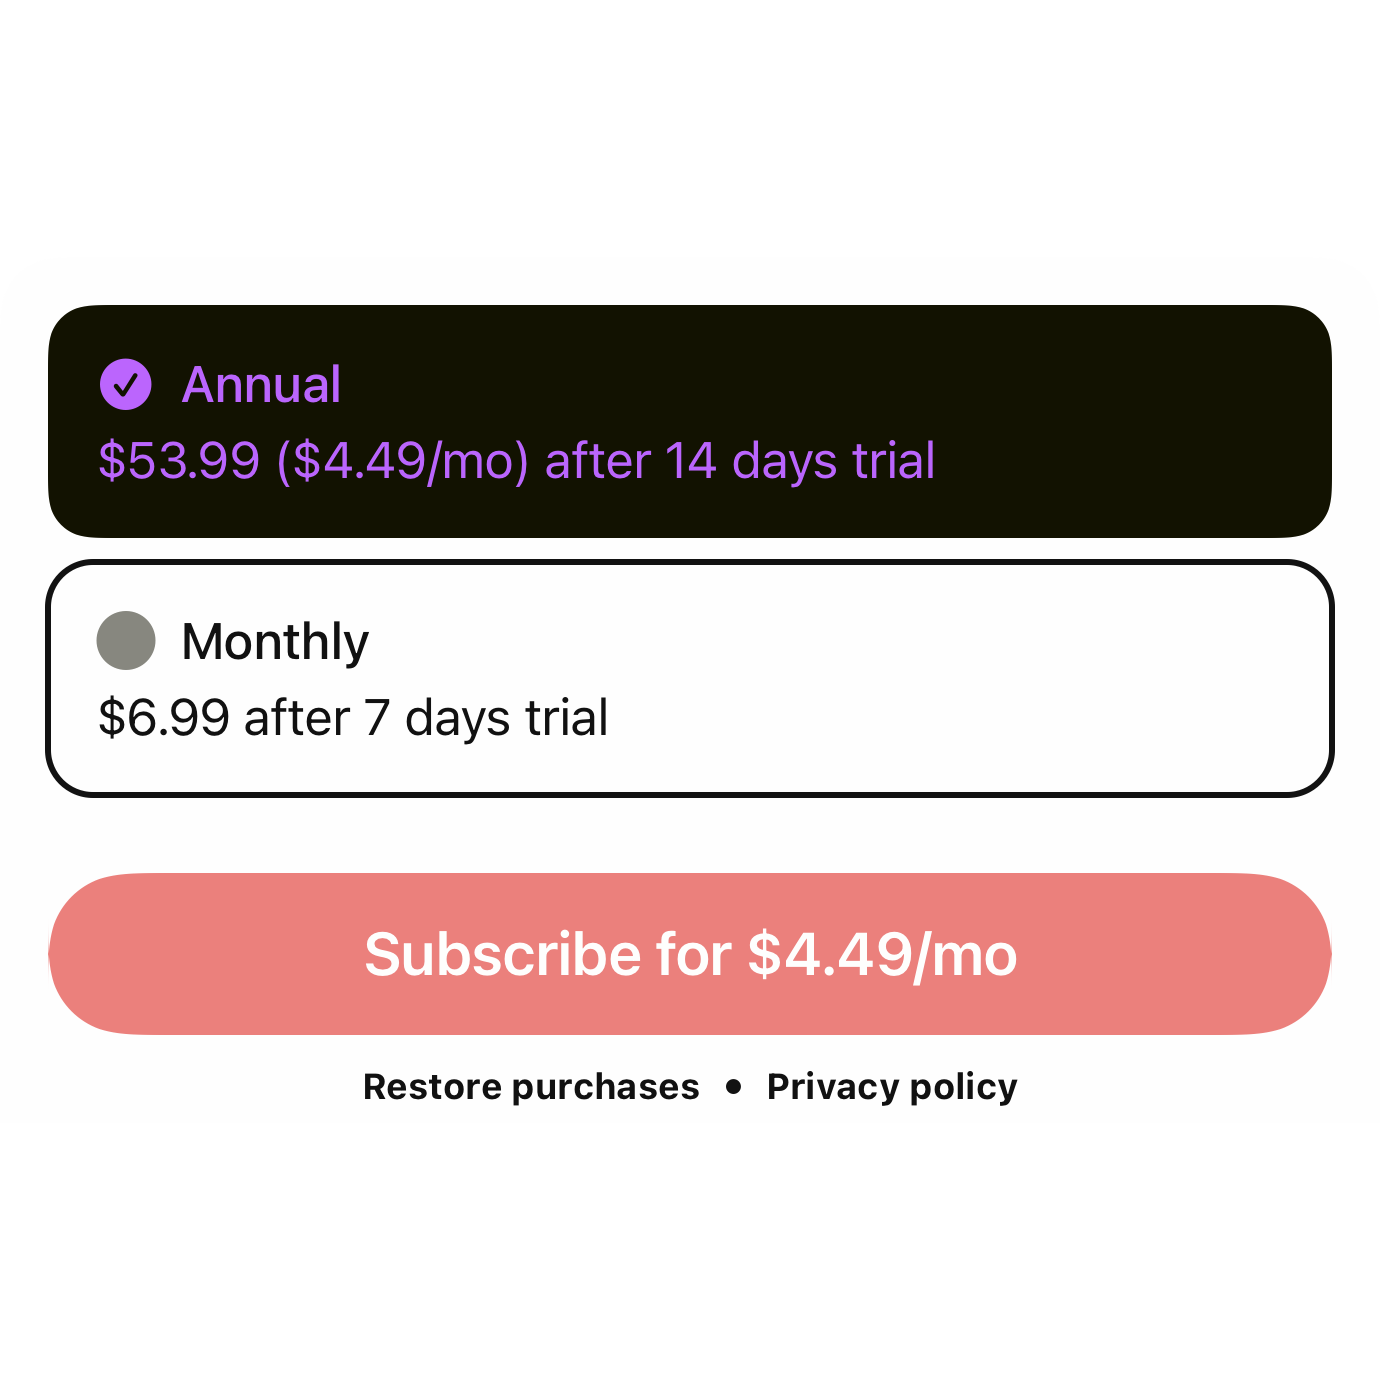 Annual
$53.99 ($4.49/mo) after 14 days trial
Monthly
$6.99 after 7 days trial
Subscribe for $4.49/mo
Restore purchases • Privacy policy